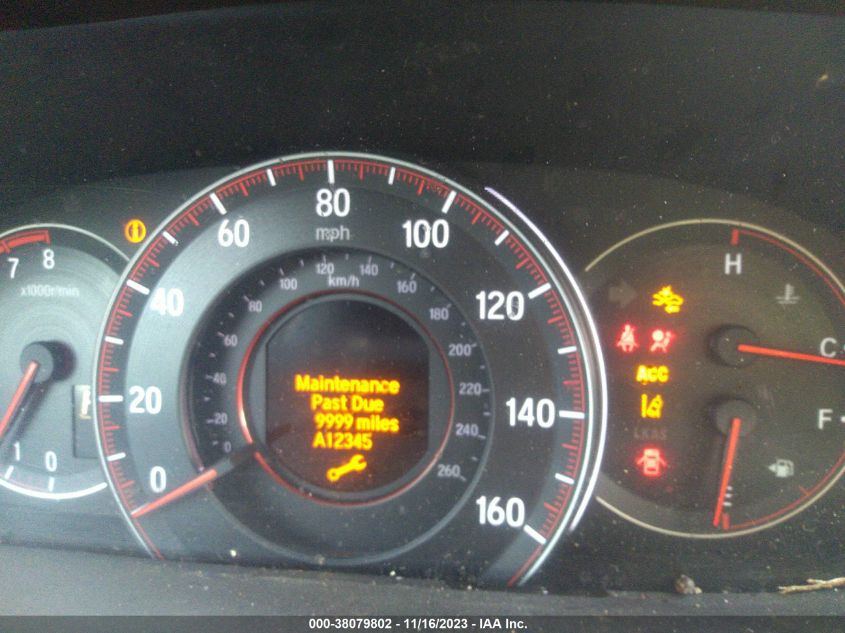 80
60
mph
100
7
8
x1000r/min
40
120
20
140
0
160
1
0
120
140
100
km/h
160
80
180
60
200
40
220
20
240
0
260
Maintenance
Past Due
9999 miles
A12345
H
C
F
ACC
LKAS
000-38079802 - 11/16/2023 - IAA Inc.